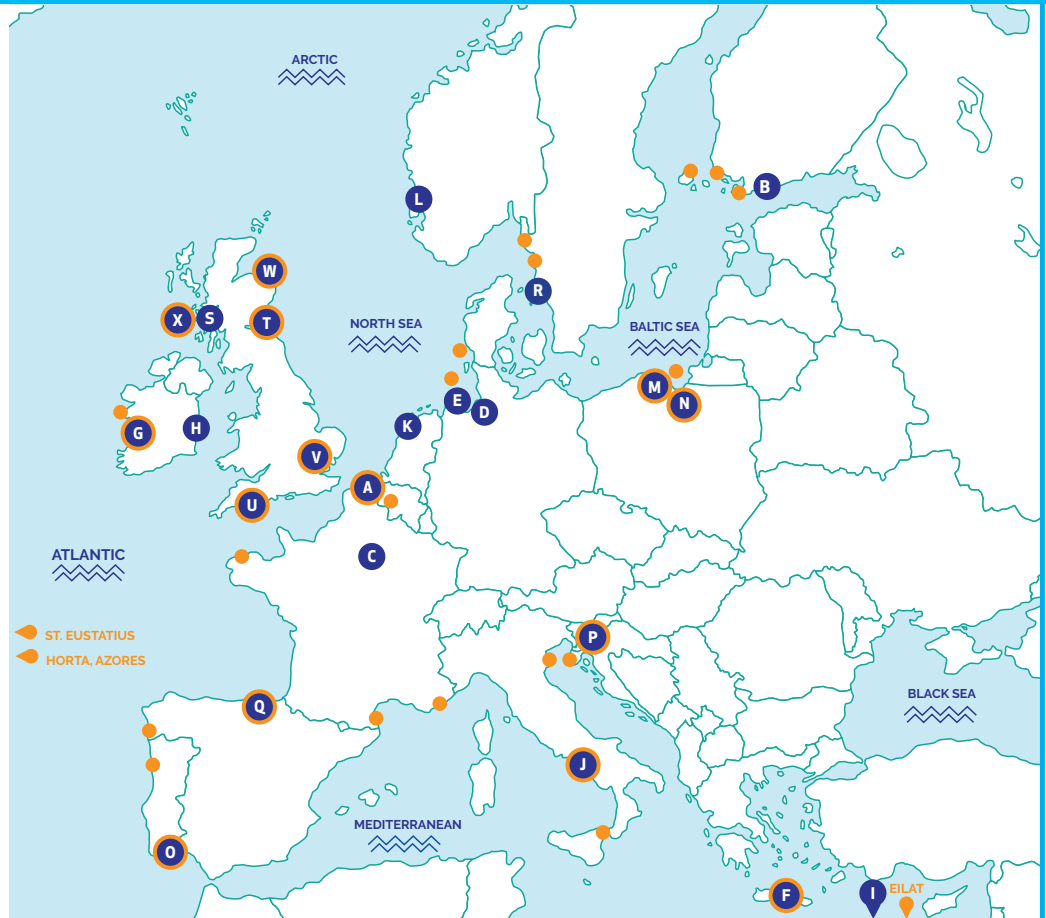 ARCTIC
L
B
W
R
X
S
T
NORTH SEA
BALTIC SEA
M
N
E
D
K
G
H
V
A
U
C
ATLANTIC
ST. EUSTATIUS
HORTA, AZORES
P
BLACK SEA
Q
J
MEDITERRANEAN
O
F
I
EILAT